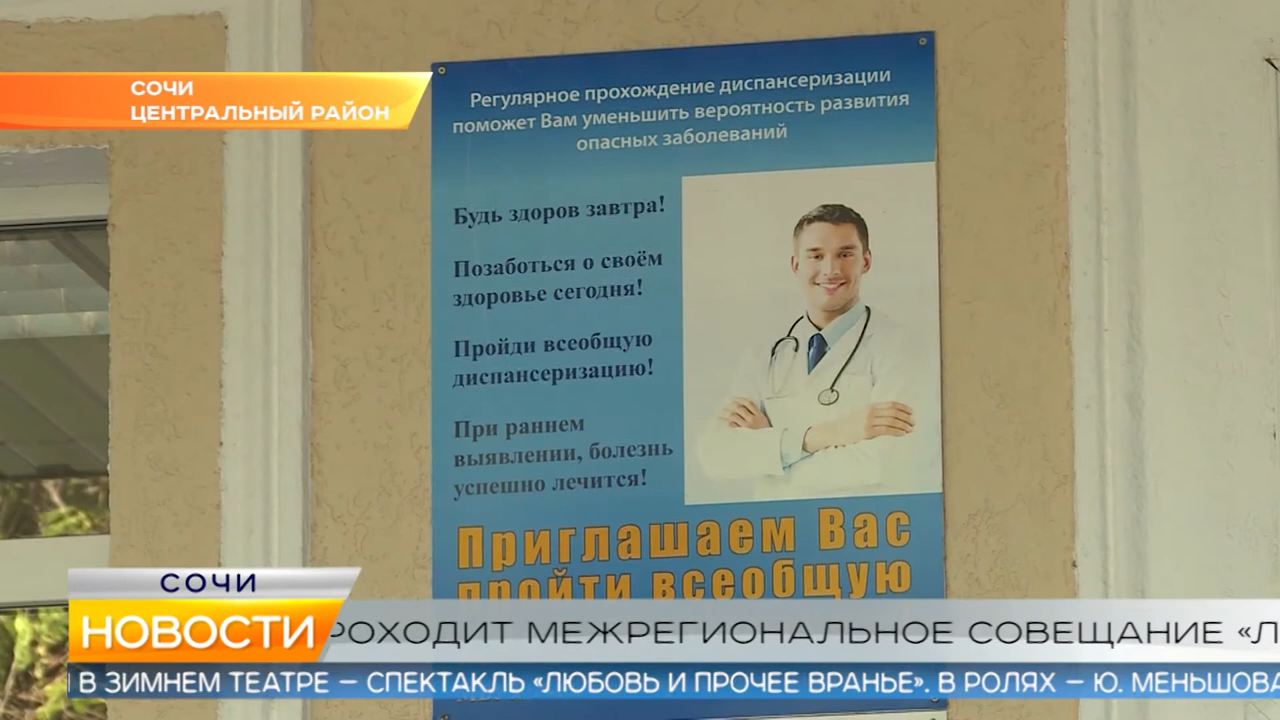 СОЧИ
ЦЕНТРАЛЬНЫЙ РАЙОН
Регулярное прохождение диспансеризации
поможет Вам уменьшить вероятность развития
опасных заболеваний
Будь здоров завтра!
Позаботься о своём
здоровье сегодня!
Пройди всеобщую
диспансеризацию!
При раннем
выявлении, болезнь
успешно лечится!
Приглашаем Вас
пройти всеобщую
СОЧИ
НОВОСТИ
РОХОДИТ МЕЖРЕГИОНАЛЬНОЕ СОВЕЩАНИЕ «Л
В ЗИМНЕМ ТЕАТРЕ – СПЕКТАКЛЬ «ЛЮБОВЬ И ПРОЧЕЕ ВРАНЬЕ». В РОЛЯХ – Ю. МЕНЬШОВА